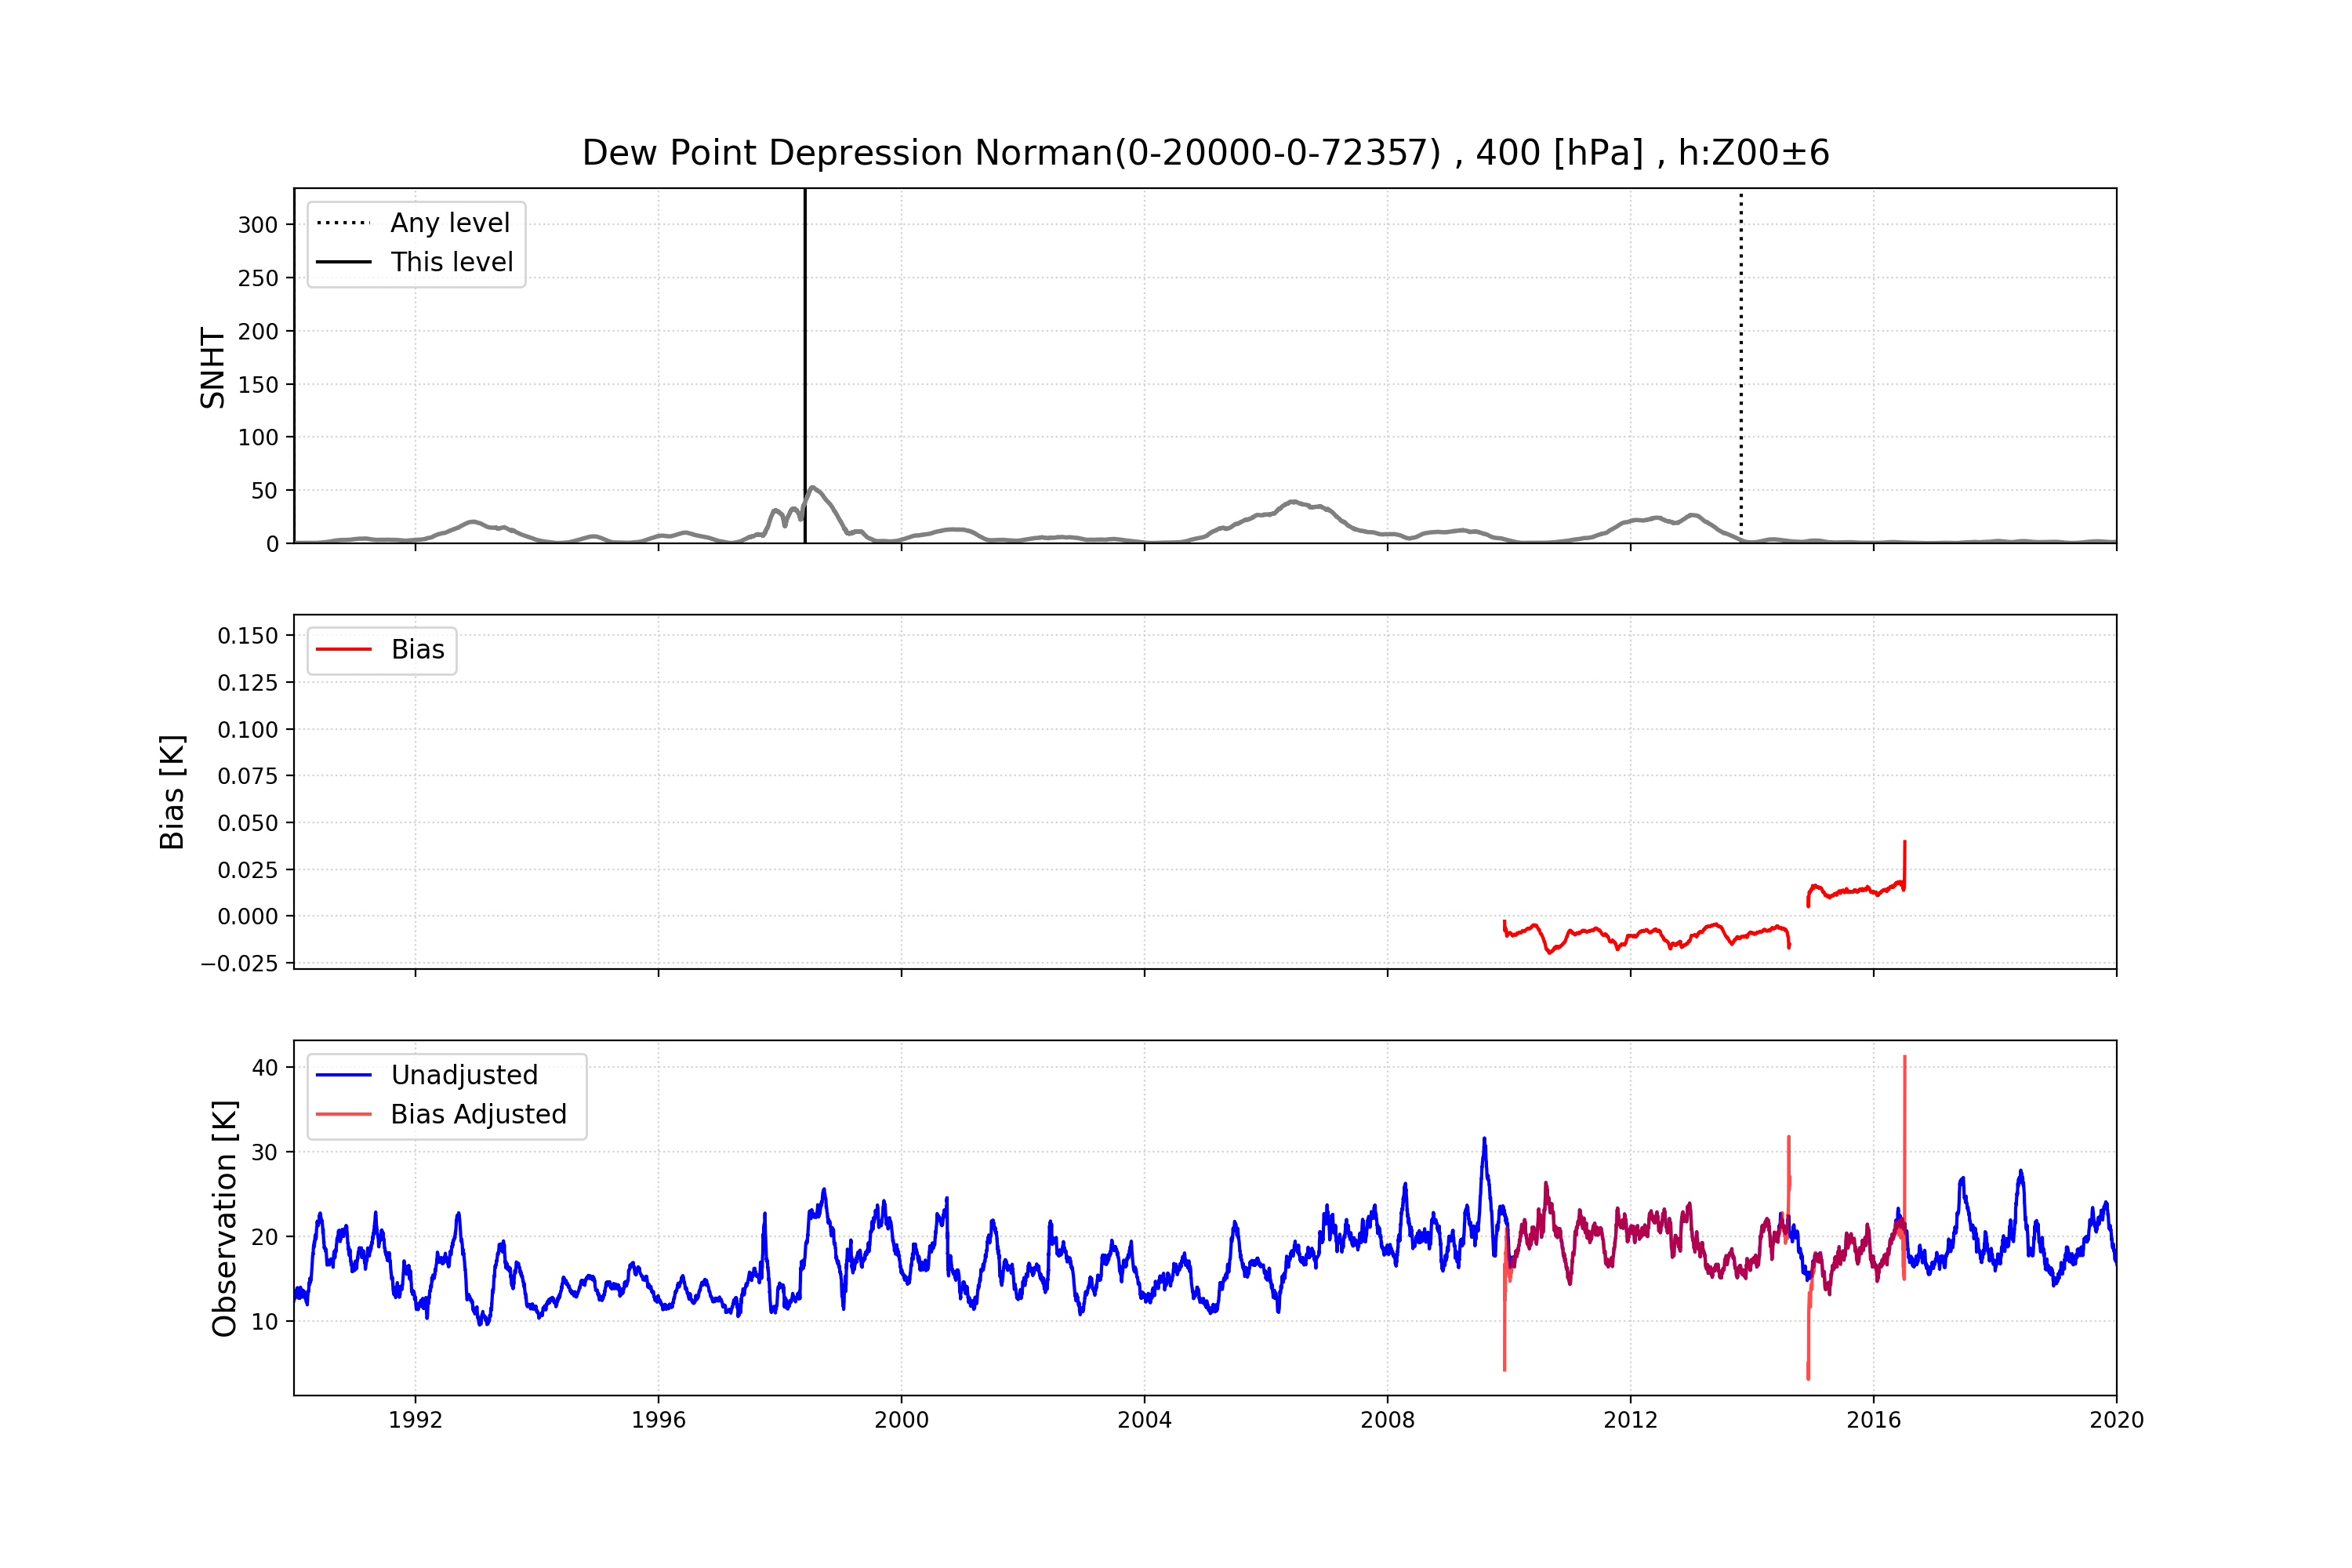 Dew Point Depression Norman(0-20000-0-72357) , 400 [hPa] , h:Z00±6
SNHT
300
250
200
150
100
50
0
Any level
This level
Bias [K]
0.150
0.125
0.100
0.075
0.050
0.025
0.000
−0.025
Bias
Observation [K]
40
30
20
10
Unadjusted
Bias Adjusted
1992 1996 2000 2004 2008 2012 2016 2020